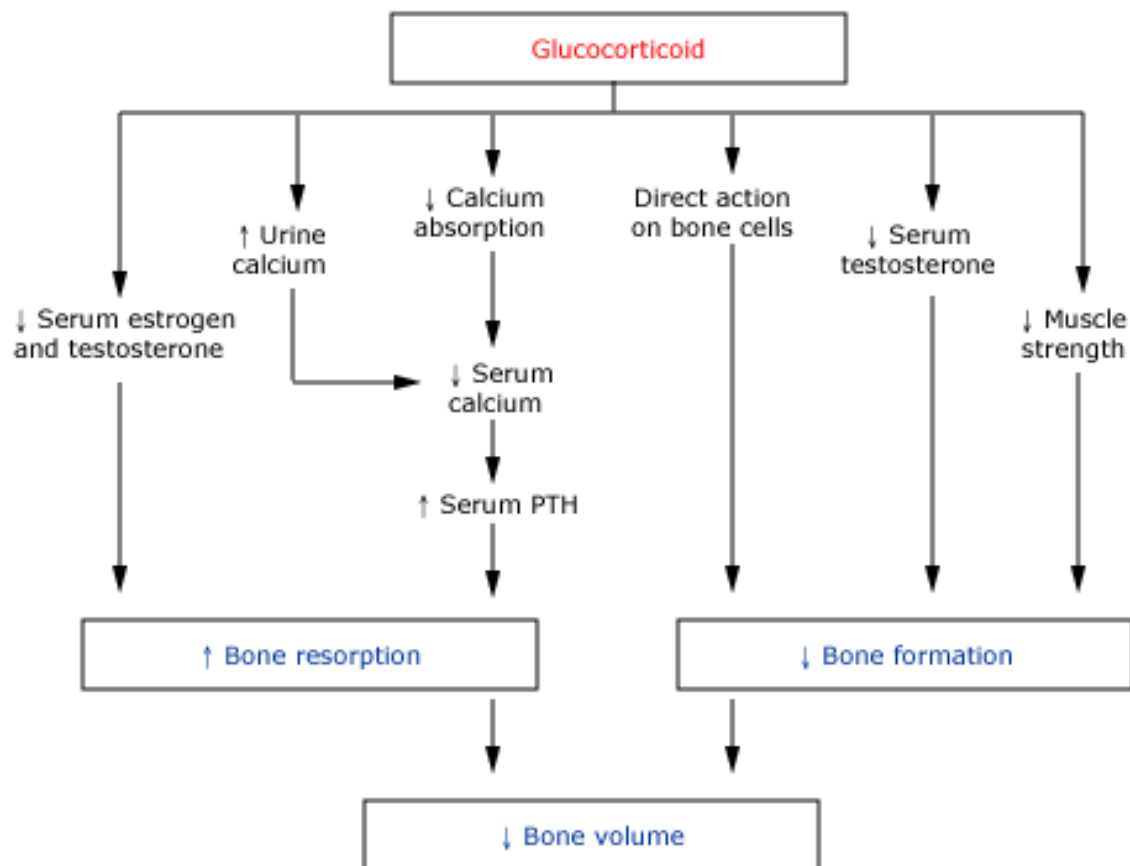 Glucocorticoid
↓ Calcium
absorption
Direct action
on bone cells
↑ Urine
calcium
↓ Serum
testosterone
↓ Serum estrogen
and testosterone
↓ Muscle
strength
↓ Serum
calcium
↑ Serum PTH
↑ Bone resorption
↓ Bone formation
↓ Bone volume